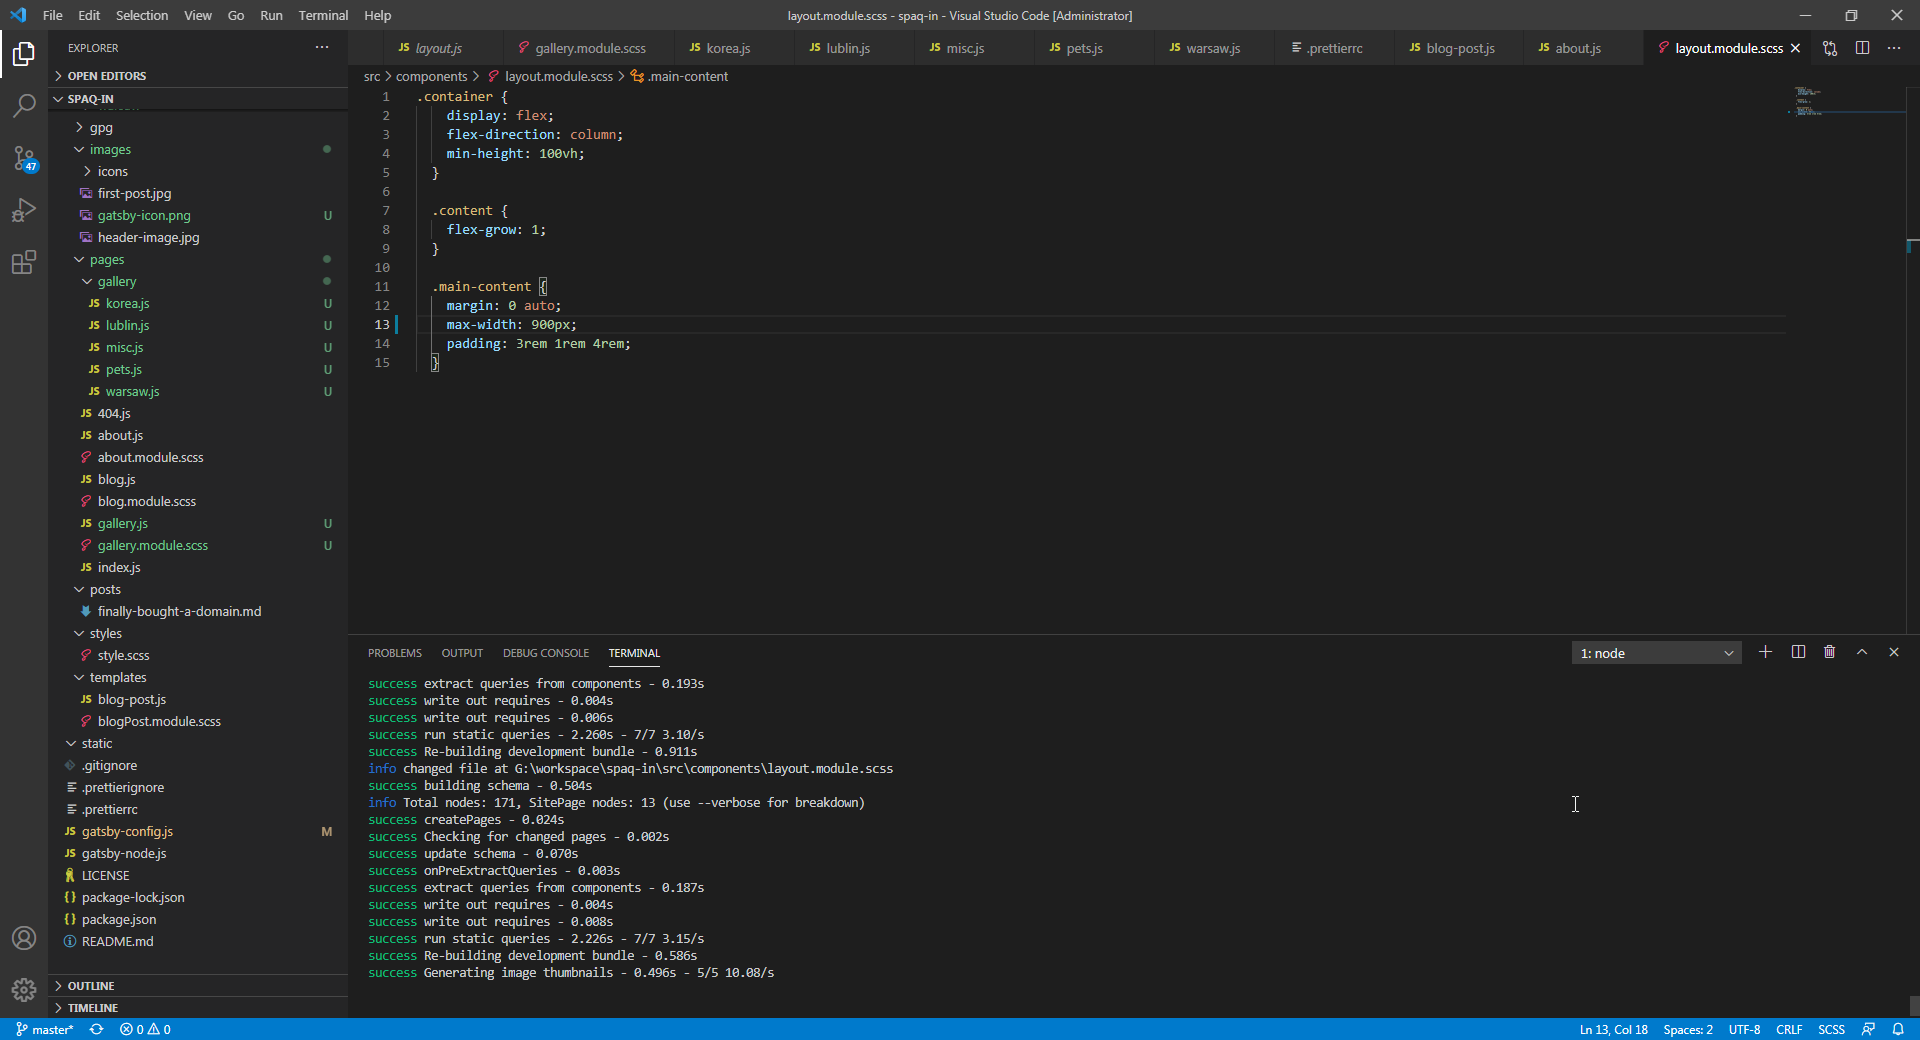 File Edit Selection View Go Run Terminal Help
layout.module.scss - spaq-in - Visual Studio Code [Administrator]
EXPLORER
OPEN EDITORS
SPAQ-IN
gpg
images
icons
first-post.jpg
gatsby-icon.png U
header-image.jpg
pages
gallery
JS korea.js U
JS lublin.js U
JS misc.js U
JS pets.js U
JS warsaw.js U
JS 404.js
JS about.js
about.module.scss
JS blog.js
blog.module.scss
JS gallery.js U
gallery.module.scss U
JS index.js
posts
finally-bought-a-domain.md
styles
style.scss
templates
JS blog-post.js
blogPost.module.scss
static
.gitignore
.prettierignore
.prettierrc
JS gatsby-config.js M
JS gatsby-node.js
LICENSE
{} package-lock.json
{} package.json
README.md
OUTLINE
TIMELINE
47
JS layout.js gallery.module.scss JS korea.js JS lublin.js JS misc.js JS pets.js JS warsaw.js .prettierrc JS blog-post.js JS about.js layout.module.scss
src > components > layout.module.scss > .main-content
1 .container {
2 display: flex;
3 flex-direction: column;
4 min-height: 100vh;
5 }
6
7 .content {
8 flex-grow: 1;
9 }
10
11 .main-content {
12 margin: 0 auto;
13 max-width: 900px;
14 padding: 3rem 1rem 4rem;
15 }
PROBLEMS OUTPUT DEBUG CONSOLE TERMINAL
1: node
success extract queries from components - 0.193s
success write out requires - 0.004s
success write out requires - 0.006s
success run static queries - 2.260s - 7/7 3.10/s
success Re-building development bundle - 0.911s
info changed file at G:\workspace\spaq-in\src\components\layout.module.scss
success building schema - 0.504s
info Total nodes: 171, SitePage nodes: 13 (use --verbose for breakdown)
success createPages - 0.024s
success Checking for changed pages - 0.002s
success update schema - 0.070s
success onPreExtractQueries - 0.003s
success extract queries from components - 0.187s
success write out requires - 0.004s
success write out requires - 0.008s
success run static queries - 2.226s - 7/7 3.15/s
success Re-building development bundle - 0.586s
success Generating image thumbnails - 0.496s - 5/5 10.08/s
master* 0 0
Ln 13, Col 18 Spaces: 2 UTF-8 CRLF SCSS